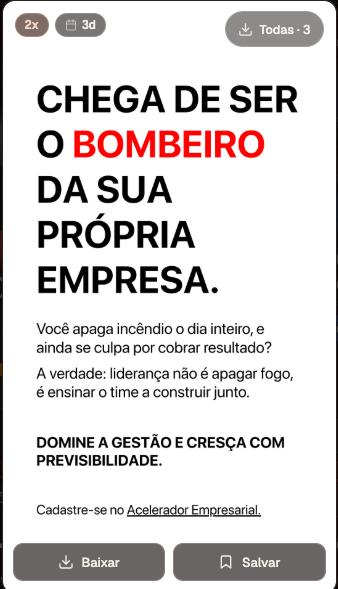 2x
3d
Todas · 3
CHEGA DE SER
O BOMBEIRO
DA SUA
PRÓPRIA
EMPRESA.
Você apaga incêndio o dia inteiro, e
ainda se culpa por cobrar resultado?
A verdade: liderança não é apagar fogo,
é ensinar o time a construir junto.
DOMINE A GESTÃO E CRESÇA COM
PREVISIBILIDADE.
Cadastre-se no Acelerador Empresarial.
Baixar
Salvar